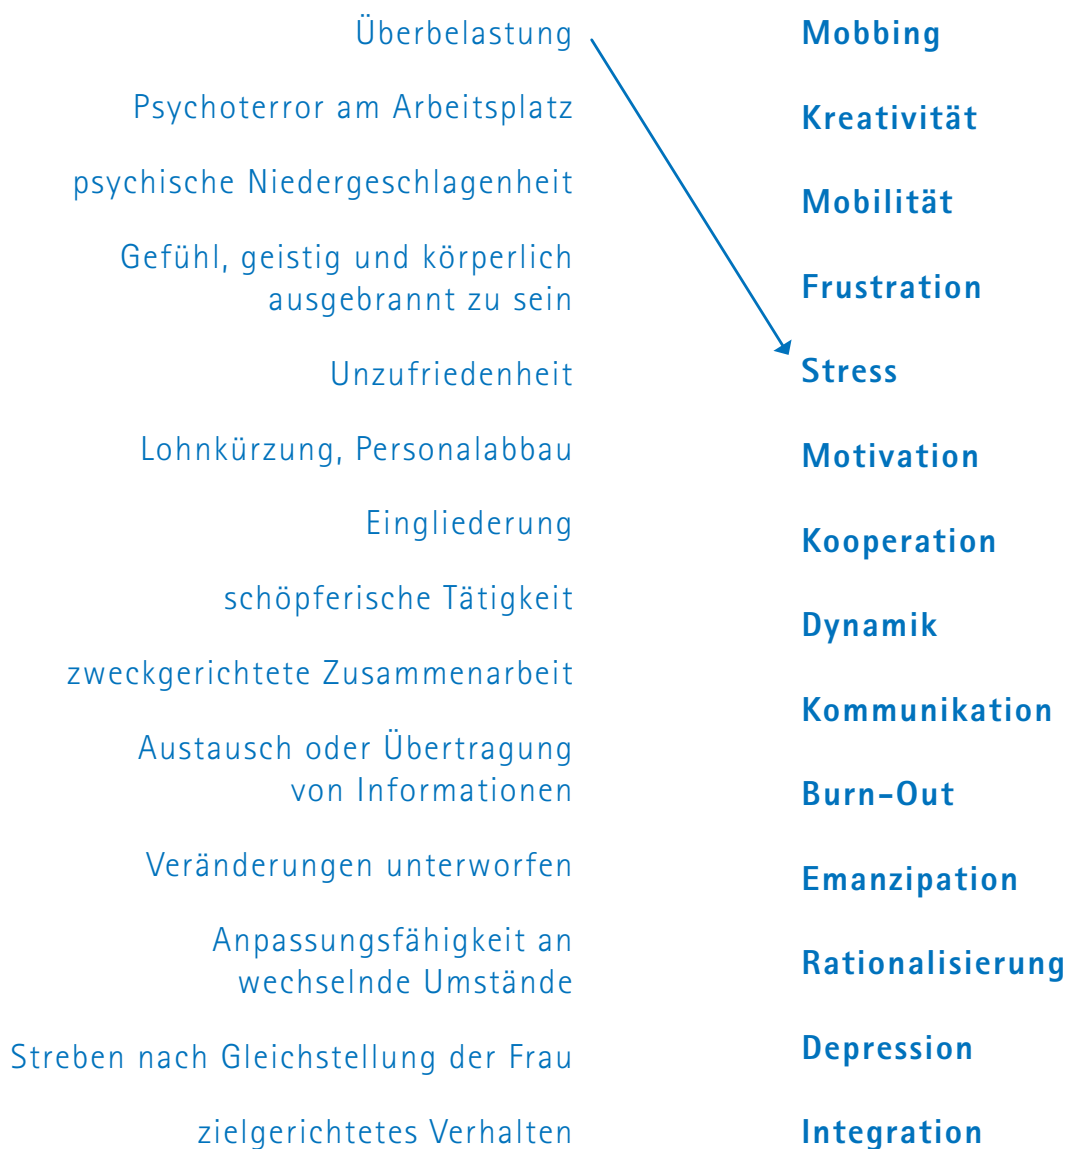 Überbelastung
Psychoterror am Arbeitsplatz
psychische Niedergeschlagenheit
Gefühl, geistig und körperlich
ausgebrannt zu sein
Unzufriedenheit
Lohnkürzung, Personalabbau
Eingliederung
schöpferische Tätigkeit
zweckgerichtete Zusammenarbeit
Austausch oder Übertragung
von Informationen
Veränderungen unterworfen
Anpassungsfähigkeit an
wechselnde Umstände
Streben nach Gleichstellung der Frau
zielgerichtetes Verhalten
Mobbing
Kreativität
Mobilität
Frustration
Stress
Motivation
Kooperation
Dynamik
Kommunikation
Burn-Out
Emanzipation
Rationalisierung
Depression
Integration